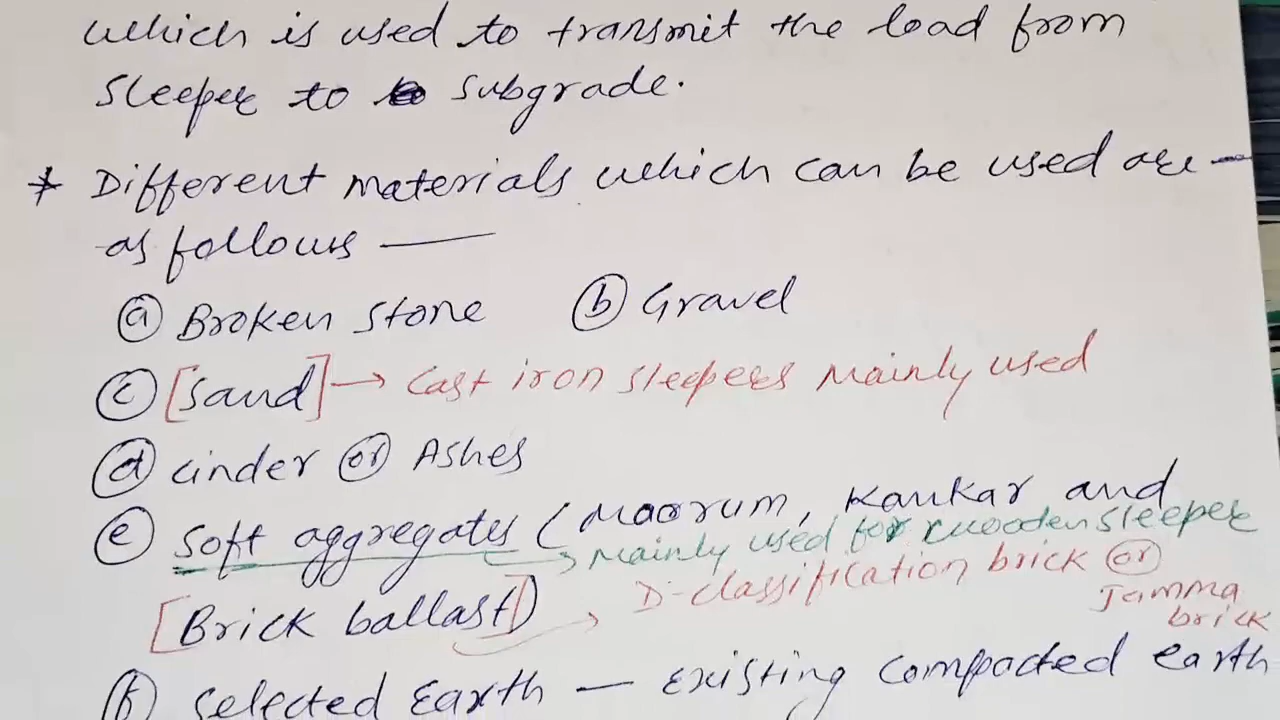 which is used to transmit the load from
sleeper to subgrade.
* Different materials which can be used are —
as follows —
ⓐ Broken stone ⓑ Gravel
ⓒ [Sand] → Cast iron sleepers mainly used
ⓓ cinder ⓞⓡ Ashes
ⓔ soft aggregates (Moorum, Kankar and
→ Mainly used for wooden sleeper
[Brick ballast]) → D-classification brick or
Jamma
brick
ⓕ selected Earth — existing compacted earth